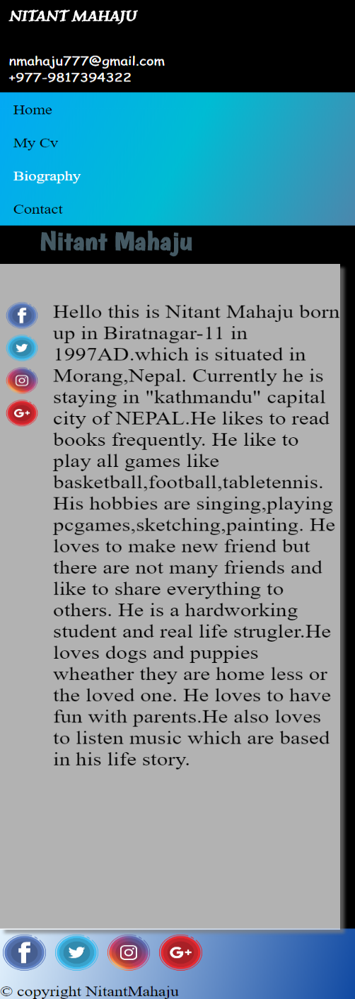 NITANT MAHAJU
nmahaju777@gmail.com
+977-9817394322
Home
My Cv
Biography
Contact
Nitant Mahaju
Hello this is Nitant Mahaju born
up in Biratnagar-11 in
1997AD.which is situated in
Morang,Nepal. Currently he is
staying in "kathmandu" capital
city of NEPAL.He likes to read
books frequently. He like to
play all games like
basketball,football,tabletennis.
His hobbies are singing,playing
pcgames,sketching,painting. He
loves to make new friend but
there are not many friends and
like to share everything to
others. He is a hardworking
student and real life strugler.He
loves dogs and puppies
wheather they are home less or
the loved one. He loves to have
fun with parents.He also loves
to listen music which are based
in his life story.
f
G+
f
G+
© copyright NitantMahaju